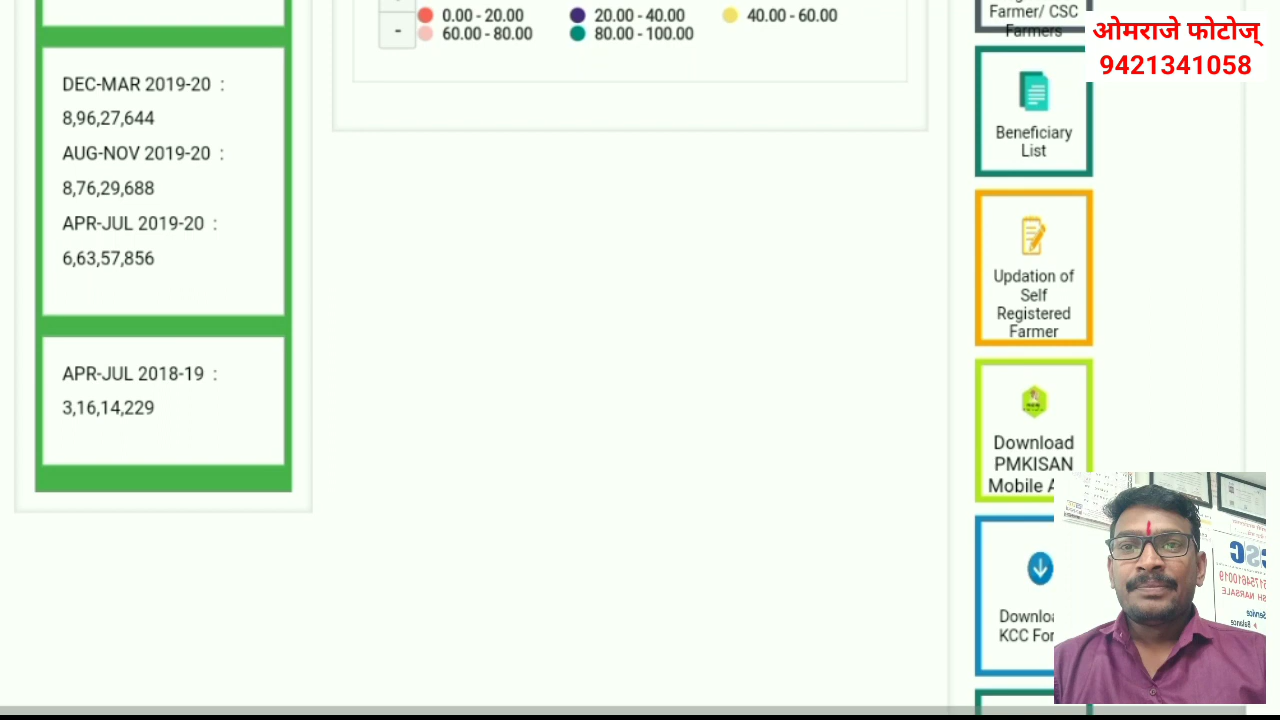 DEC-MAR 2019-20 :
8,96,27,644
AUG-NOV 2019-20 :
8,76,29,688
APR-JUL 2019-20 :
6,63,57,856
APR-JUL 2018-19 :
3,16,14,229
-
0.00 - 20.00
20.00 - 40.00
40.00 - 60.00
60.00 - 80.00
80.00 - 100.00
Farmer/ CSC
Farmers
Beneficiary
List
Updation of
Self
Registered
Farmer
Download
PMKISAN
Mobile
KCC
ओमराजे फोटोज्
9421341058